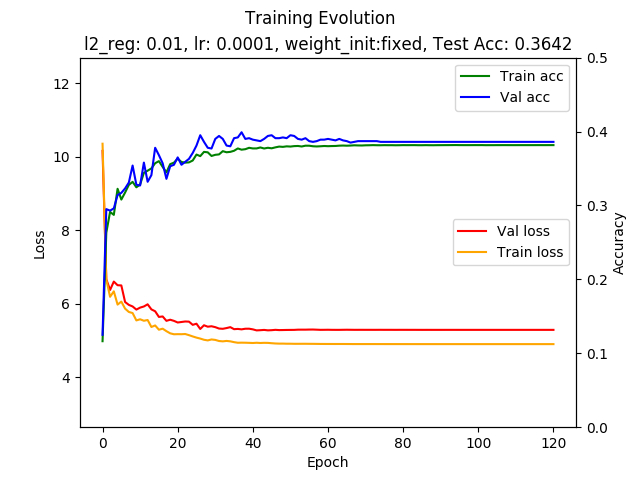 Training Evolution
l2_reg: 0.01, lr: 0.0001, weight_init:fixed, Test Acc: 0.3642
Train acc
Val acc
Val loss
Train loss
Loss
12
10
8
6
4
Accuracy
0.5
0.4
0.3
0.2
0.1
0.0
0
20
40
60
80
100
120
Epoch